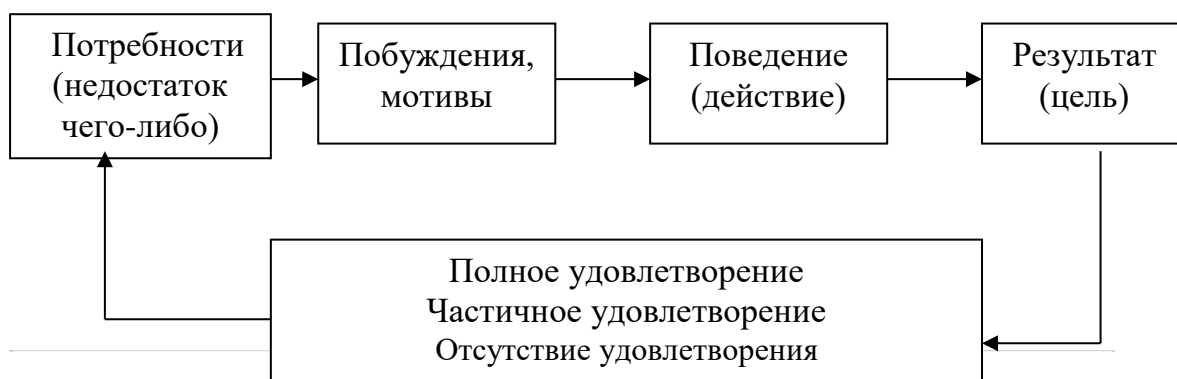 Потребности
(недостаток
чего-либо)
Побуждения,
мотивы
Поведение
(действие)
Результат
(цель)
Полное удовлетворение
Частичное удовлетворение
Отсутствие удовлетворения